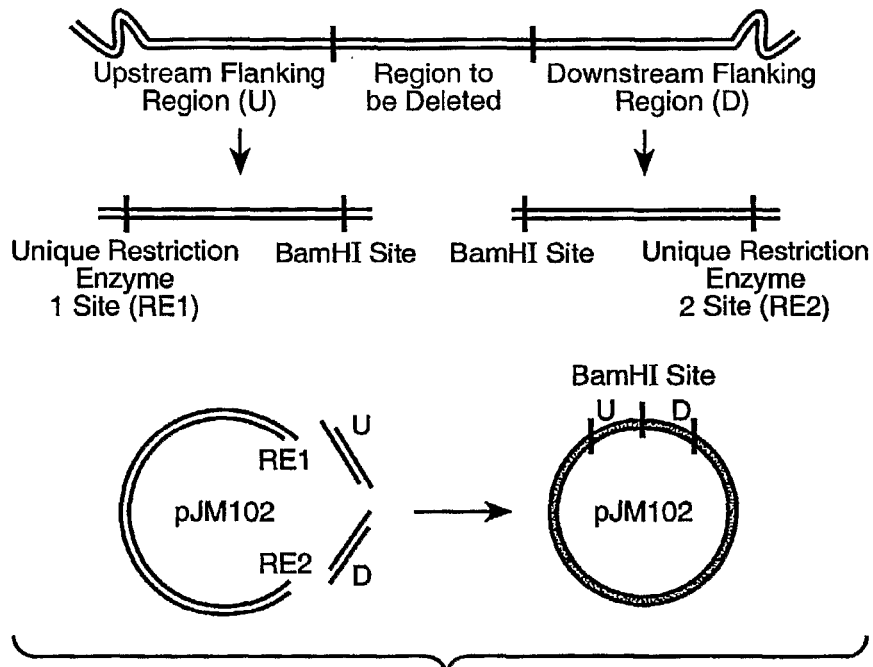 Upstream Flanking
Region (U)
Region to
be Deleted
Downstream Flanking
Region (D)
Unique Restriction
Enzyme
1 Site (RE1)
BamHI Site
BamHI Site
Unique Restriction
Enzyme
2 Site (RE2)
RE1
U
pJM102
RE2
D
BamHI Site
U
D
pJM102